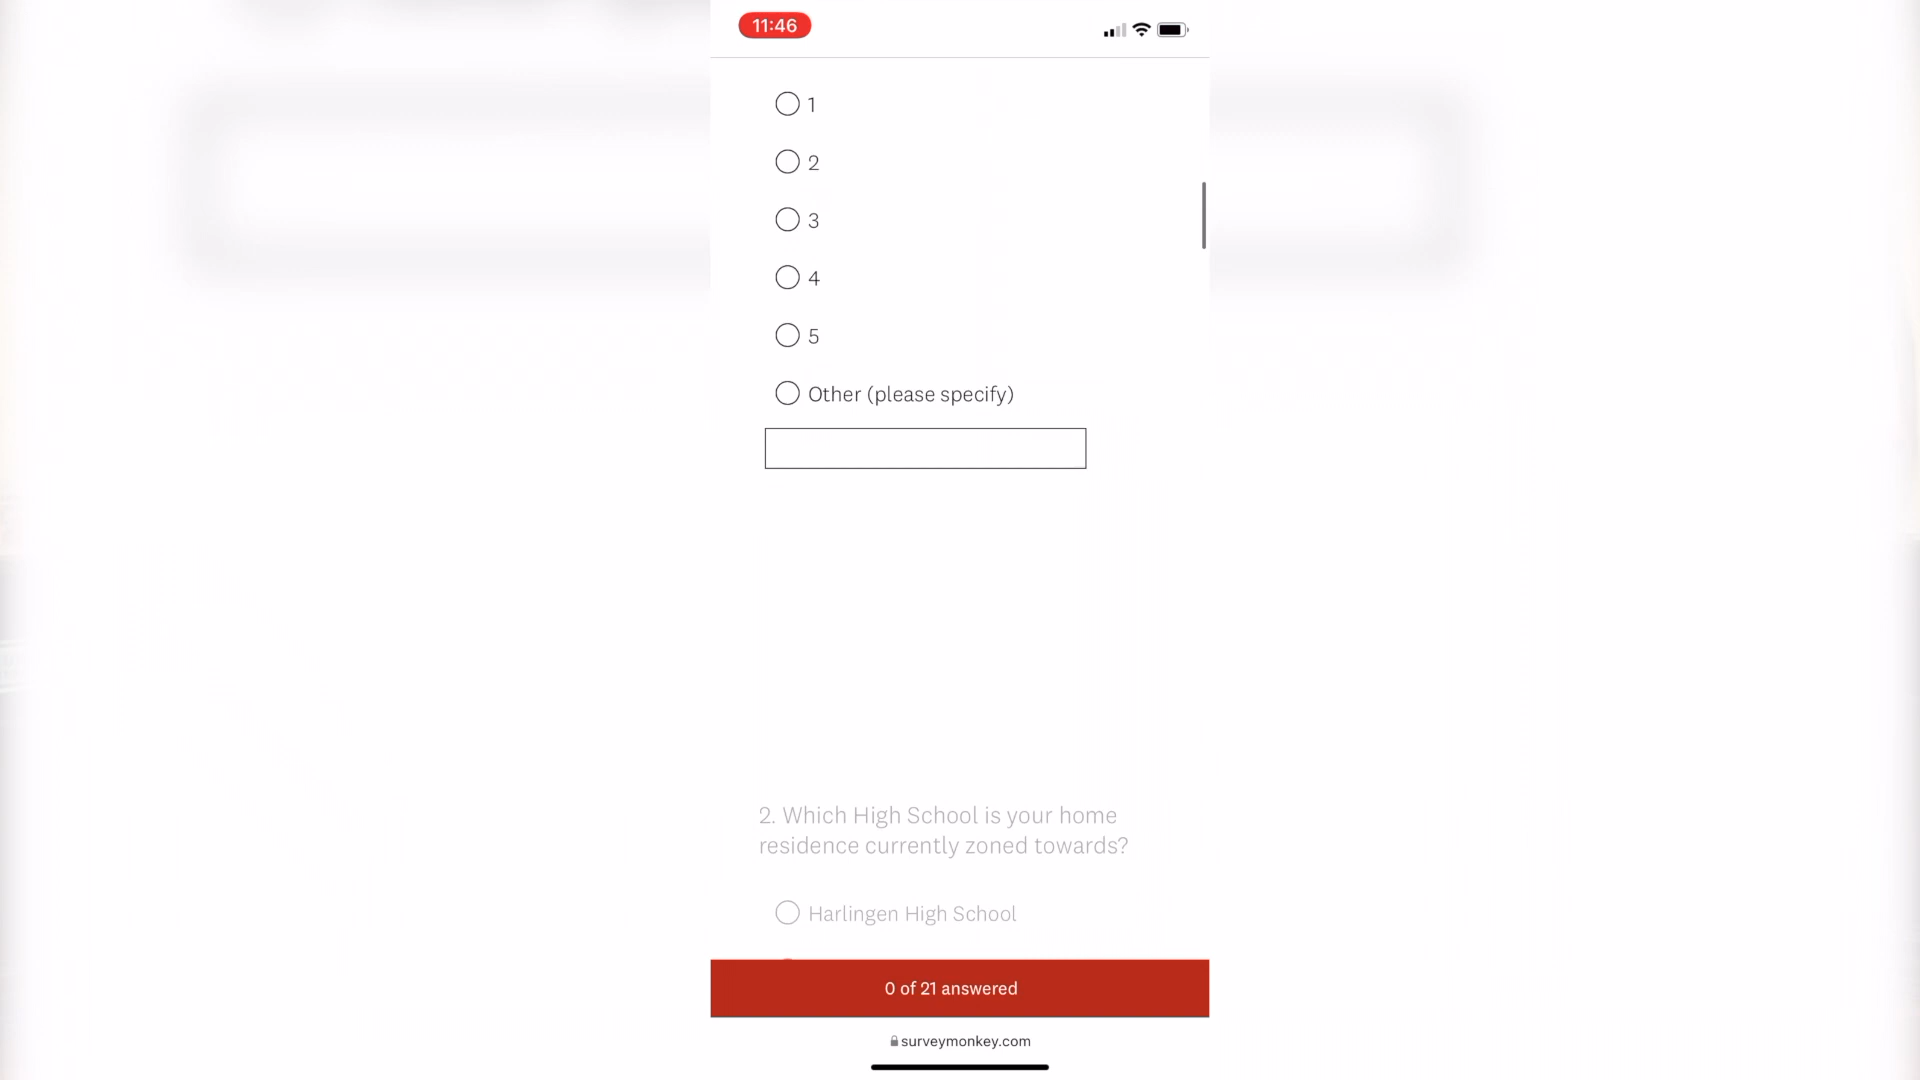 11:46
1
2
3
4
5
Other (please specify)
2. Which High School is your home
residence currently zoned towards?
Harlingen High School
0 of 21 answered
surveymonkey.com